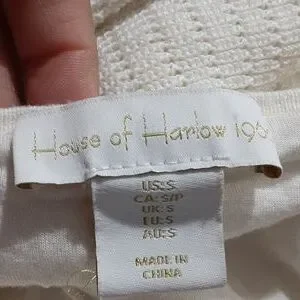 House of Harlow 196
US:S
CA:S/P
UK:S
EU:S
AU:S
MADE IN
CHINA